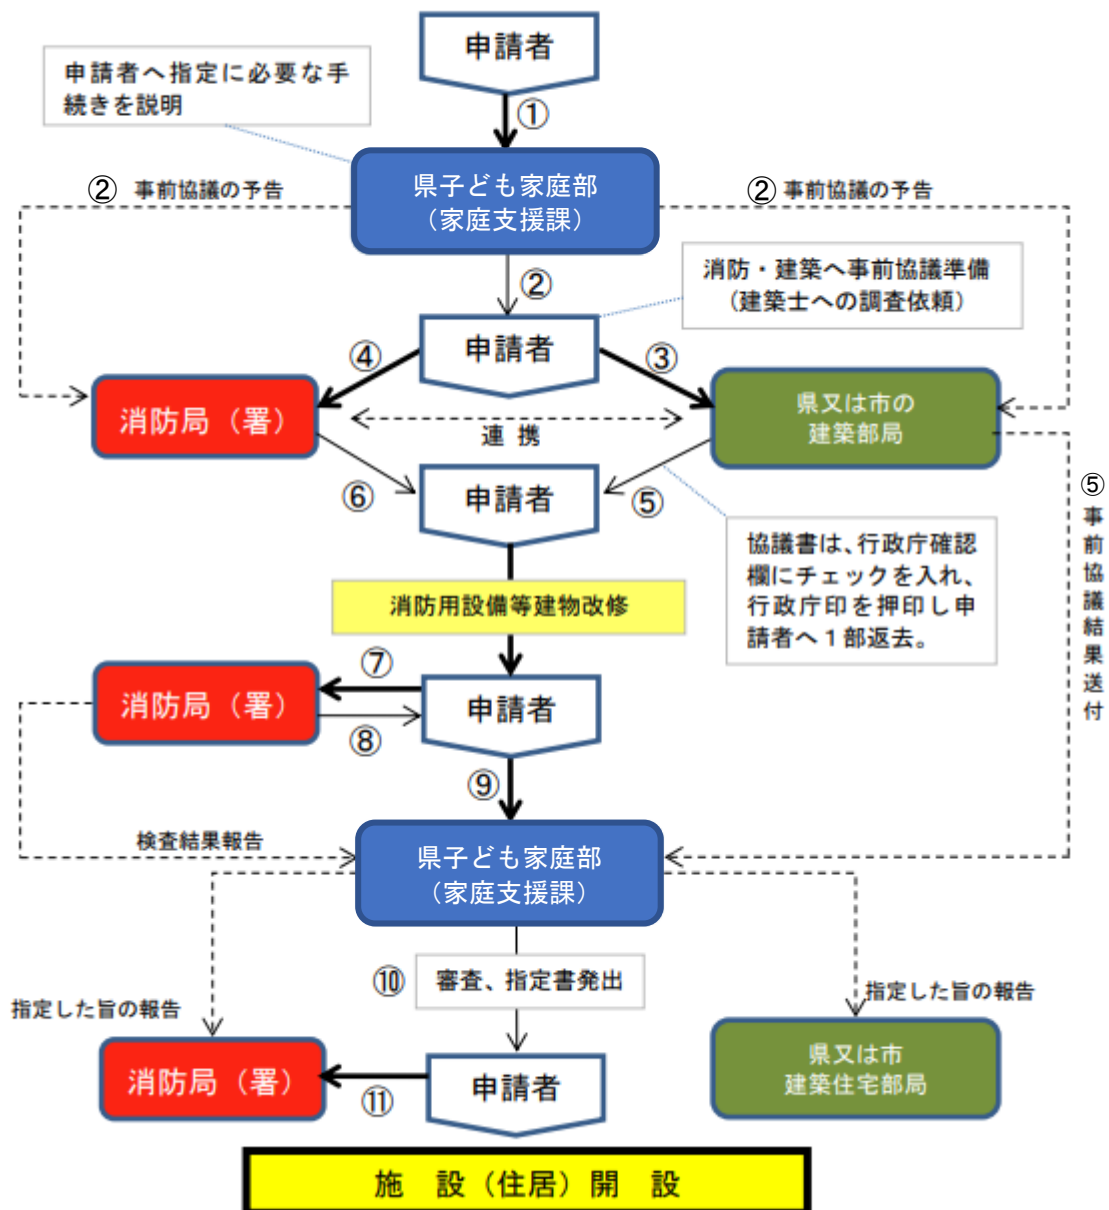 申請者
申請者へ指定に必要な手
続きを説明
①
県子ども家庭部
（家庭支援課）
② 事前協議の予告
② 事前協議の予告
②
消防・建築へ事前協議準備
（建築士への調査依頼）
申請者
④
③
消防局（署）
県又は市の
建築部局
連 携
申請者
⑥
⑤
⑤
事前協議結果送付
協議書は、行政庁確認
欄にチェックを入れ、
行政庁印を押印し申
請者へ１部返去。
消防用設備等建物改修
⑦
消防局（署）
申請者
⑧
⑨
検査結果報告
県子ども家庭部
（家庭支援課）
⑩ 審査、指定書発出
指定した旨の報告
指定した旨の報告
消防局（署）
申請者
県又は市
建築住宅部局
⑪
施 設（住居）開 設